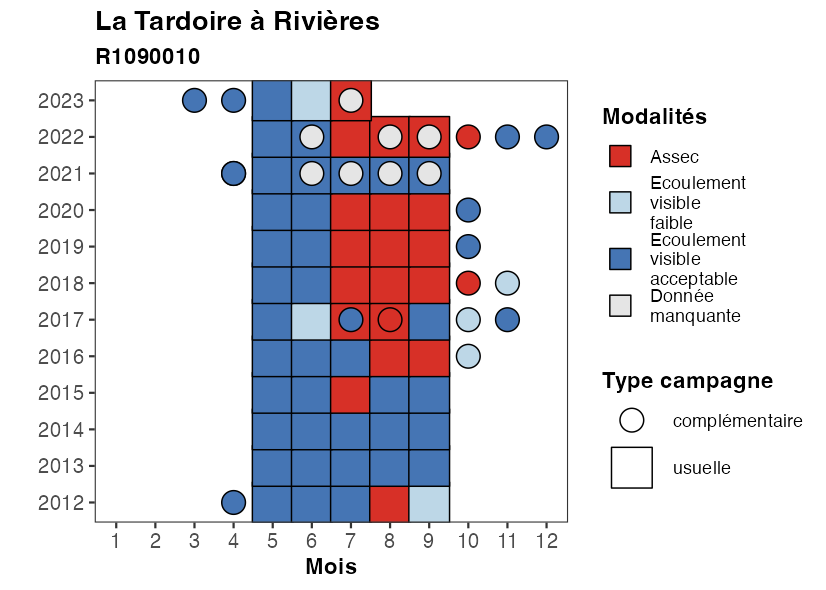 La Tardoire à Rivières
R1090010
2023
2022
2021
2020
2019
2018
2017
2016
2015
2014
2013
2012
1 2 3 4 5 6 7 8 9 10 11 12
Mois
Modalités
Assec
Ecoulement
visible
faible
Ecoulement
visible
acceptable
Donnée
manquante
Type campagne
complémentaire
usuelle